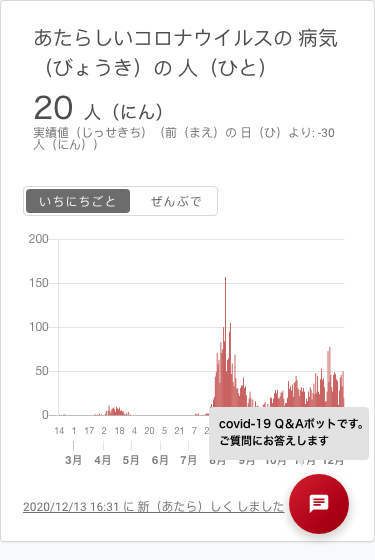 あたらしいコロナウイルスの 病気
（びょうき）の 人（ひと）
20 人（にん）
実績値（じっせきち）（前（まえ）の 日（ひ）より: -30
人（にん））
いちにちごと ぜんぶで
200
150
100
50
0
14 1 17 2 18 4 20 5 21 7 2
3月 4月 5月 6月 7月 8月 9月 10月 11月 12月
covid-19 Q&Aボットです。
ご質問にお答えします
2020/12/13 16:31 に 新（あたら）しく しました